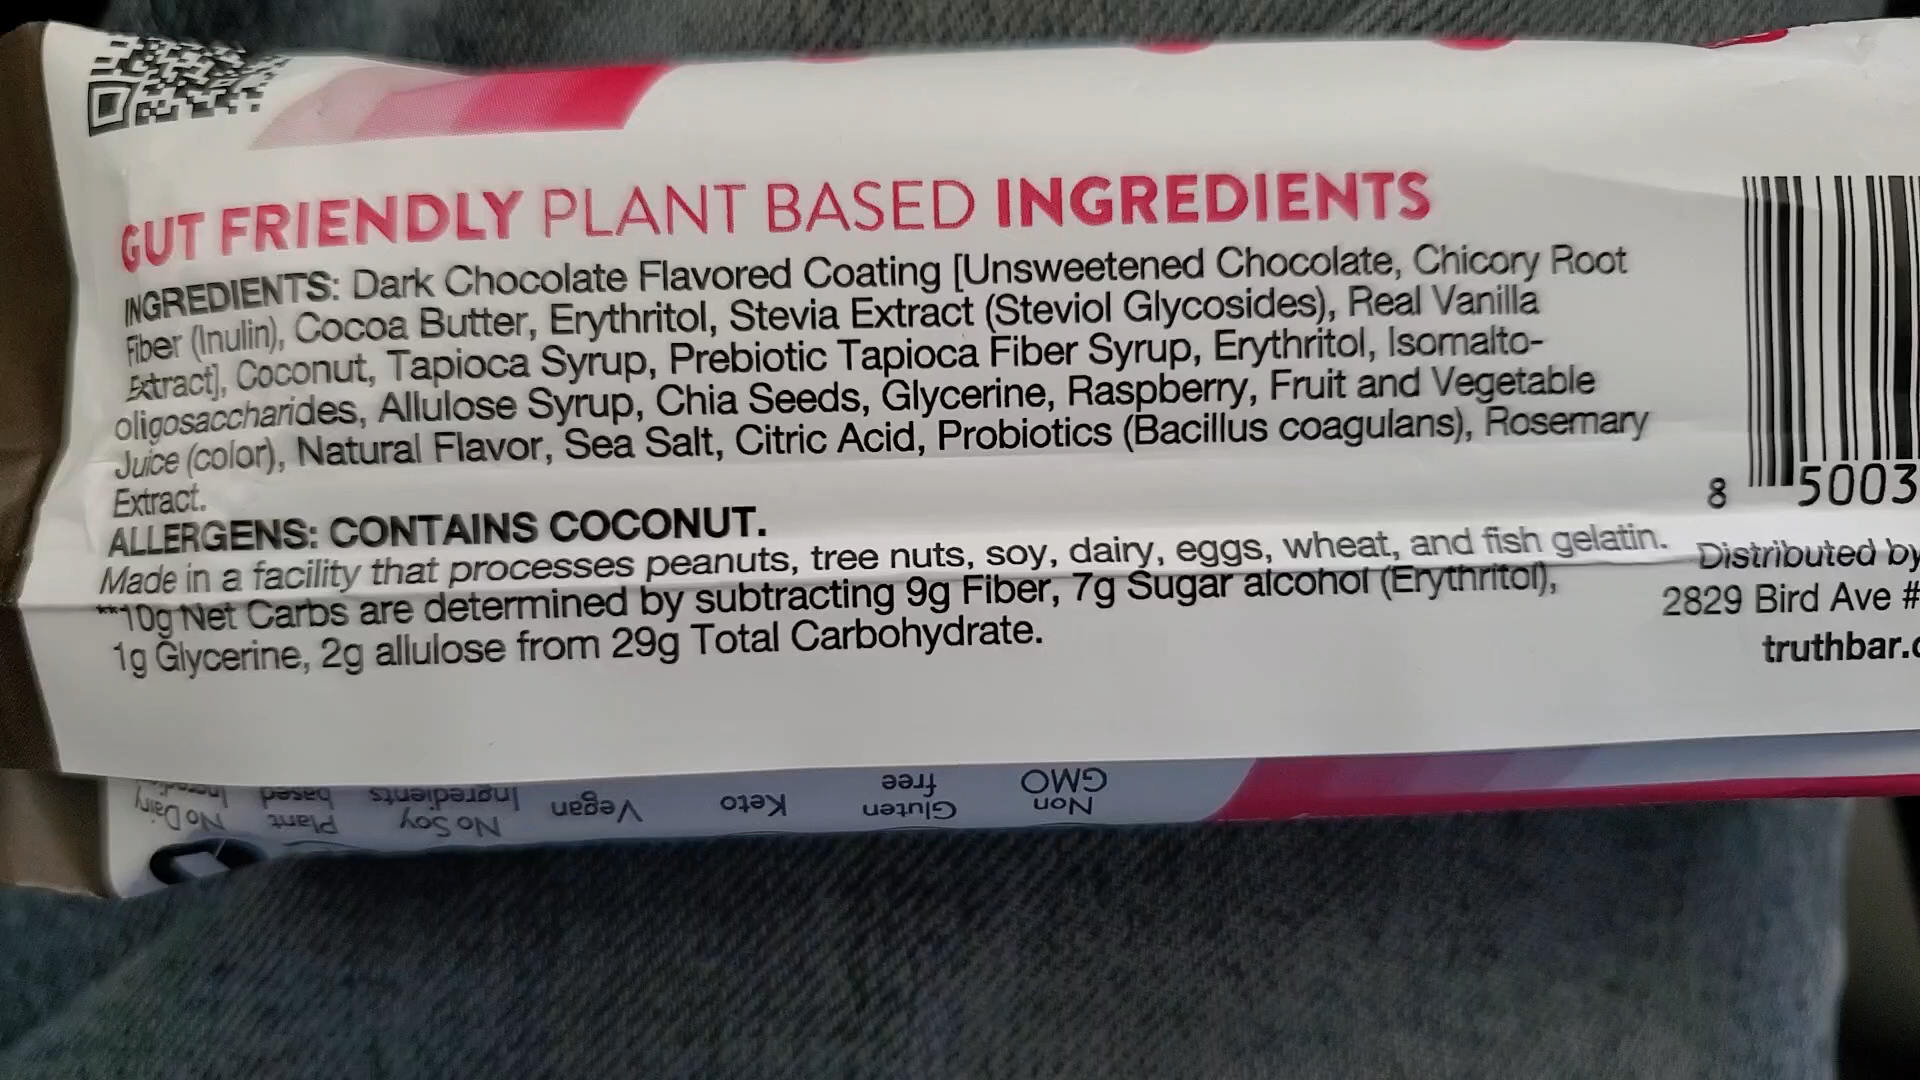 GUT FRIENDLY PLANT BASED INGREDIENTS
INGREDIENTS: Dark Chocolate Flavored Coating [Unsweetened Chocolate, Chicory Root
Fiber (Inulin), Cocoa Butter, Erythritol, Stevia Extract (Steviol Glycosides), Real Vanilla
Extract], Coconut, Tapioca Syrup, Prebiotic Tapioca Fiber Syrup, Erythritol, Isomalto-
oligosaccharides, Allulose Syrup, Chia Seeds, Glycerine, Raspberry, Fruit and Vegetable
Juice (color), Natural Flavor, Sea Salt, Citric Acid, Probiotics (Bacillus coagulans), Rosemary
Extract.
ALLERGENS: CONTAINS COCONUT.
Made in a facility that processes peanuts, tree nuts, soy, dairy, eggs, wheat, and fish gelatin.
**10g Net Carbs are determined by subtracting 9g Fiber, 7g Sugar alcohol (Erythritol),
1g Glycerine, 2g allulose from 29g Total Carbohydrate.
8 5003
Distributed by
2829 Bird Ave #
truthbar.
Non
GMO
Gluten
free
Keto
Vegan
No Soy
Ingredients
Plant
based
No Dairy